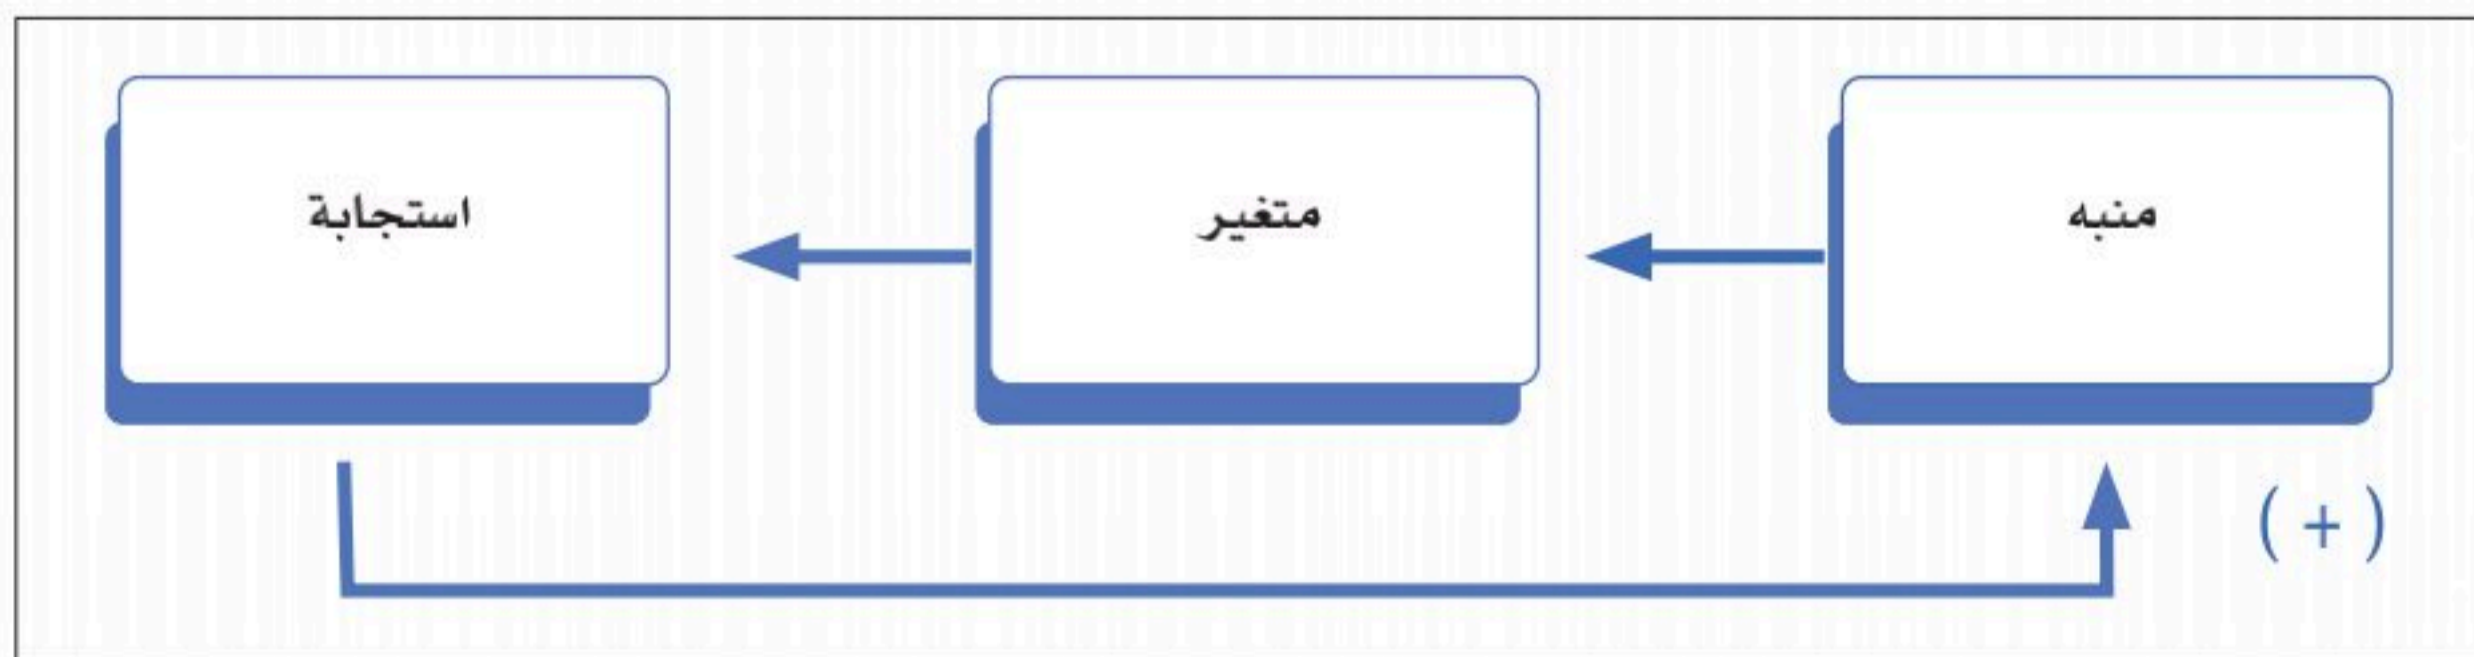 منبه
متغير
استجابة
( + )